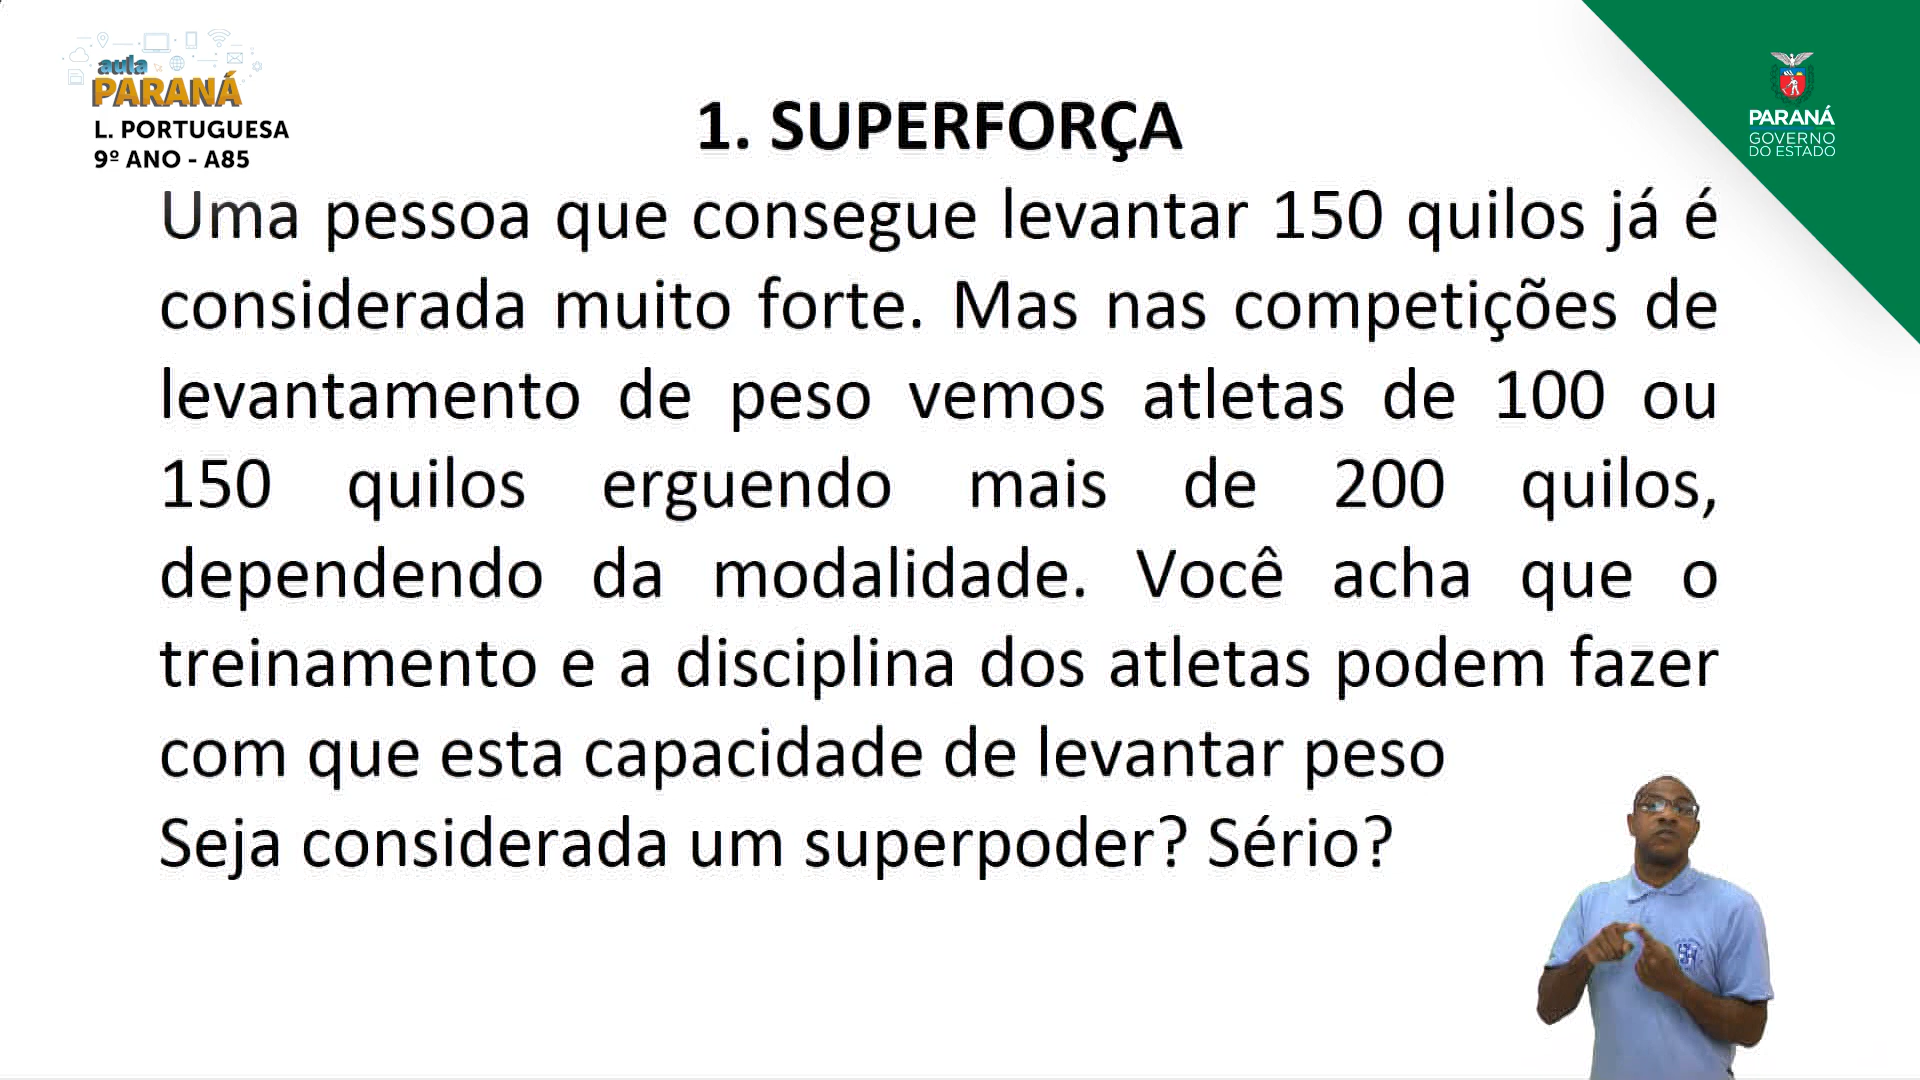 aula
PARANÁ
L. PORTUGUESA
9º ANO - A85
PARANÁ
GOVERNO
DO ESTADO
1. SUPERFORÇA
Uma pessoa que consegue levantar 150 quilos já é
considerada muito forte. Mas nas competições de
levantamento de peso vemos atletas de 100 ou
150 quilos erguendo mais de 200 quilos,
dependendo da modalidade. Você acha que o
treinamento e a disciplina dos atletas podem fazer
com que esta capacidade de levantar peso
Seja considerada um superpoder? Sério?